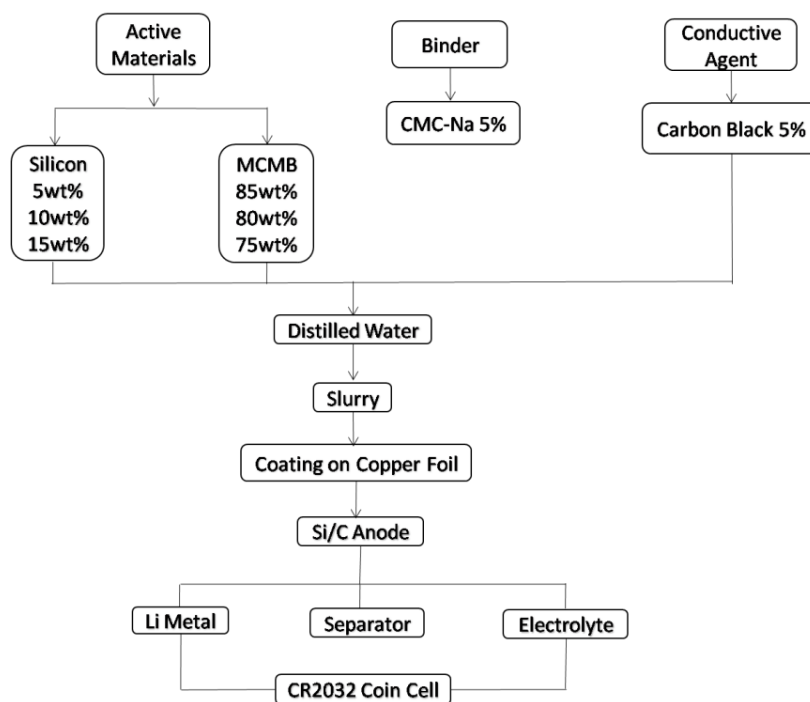 Active
Materials
Binder
Conductive
Agent
CMC-Na 5%
Carbon Black 5%
Silicon
5wt%
10wt%
15wt%
MCMB
85wt%
80wt%
75wt%
Distilled Water
Slurry
Coating on Copper Foil
Si/C Anode
Li Metal
Separator
Electrolyte
CR2032 Coin Cell